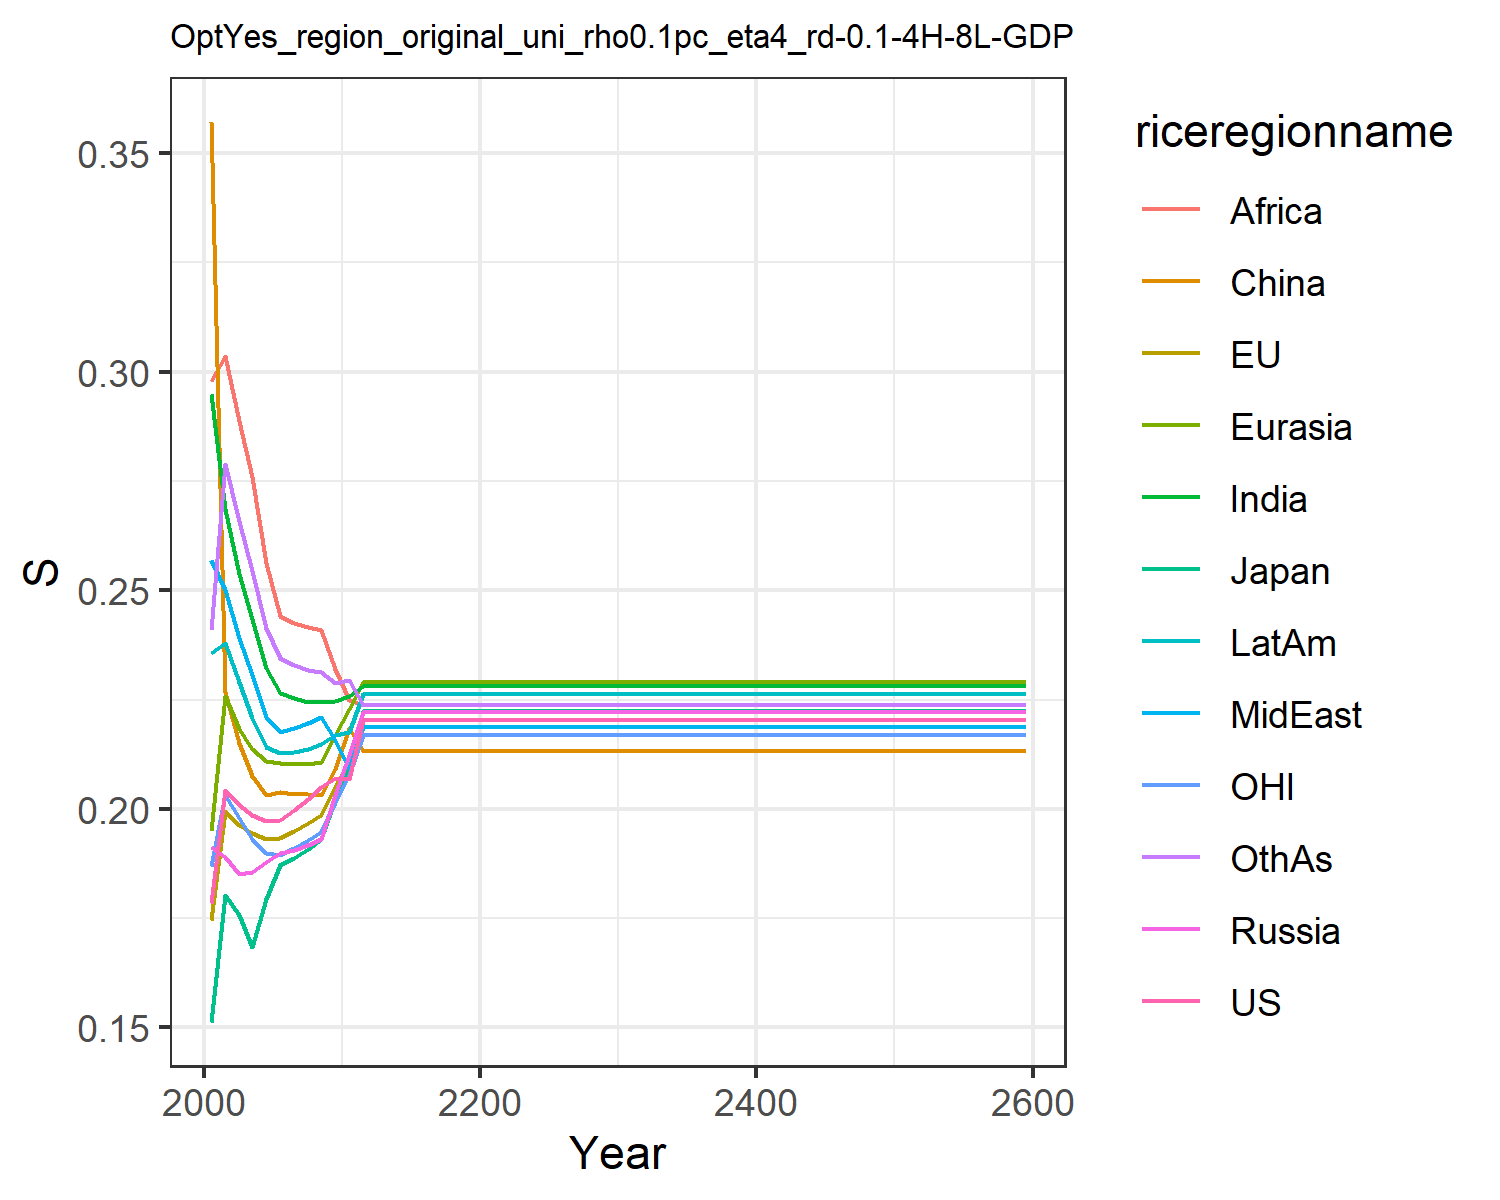 OptYes_region_original_uni_rho0.1pc_eta4_rd-0.1-4H-8L-GDP
riceregionname
Africa
China
EU
Eurasia
India
Japan
LatAm
MidEast
OHI
OthAs
Russia
US
S
0.35
0.30
0.25
0.20
0.15
2000
2200
2400
2600
Year